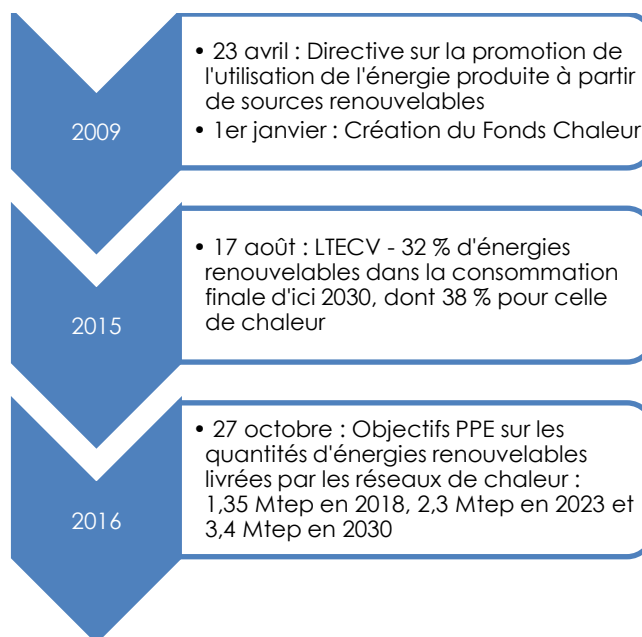 2009
• 23 avril : Directive sur la promotion de
l'utilisation de l'énergie produite à partir
de sources renouvelables
• 1er janvier : Création du Fonds Chaleur
2015
• 17 août : LTECV - 32 % d'énergies
renouvelables dans la consommation
finale d'ici 2030, dont 38 % pour celle
de chaleur
2016
• 27 octobre : Objectifs PPE sur les
quantités d'énergies renouvelables
livrées par les réseaux de chaleur :
1,35 Mtep en 2018, 2,3 Mtep en 2023 et
3,4 Mtep en 2030